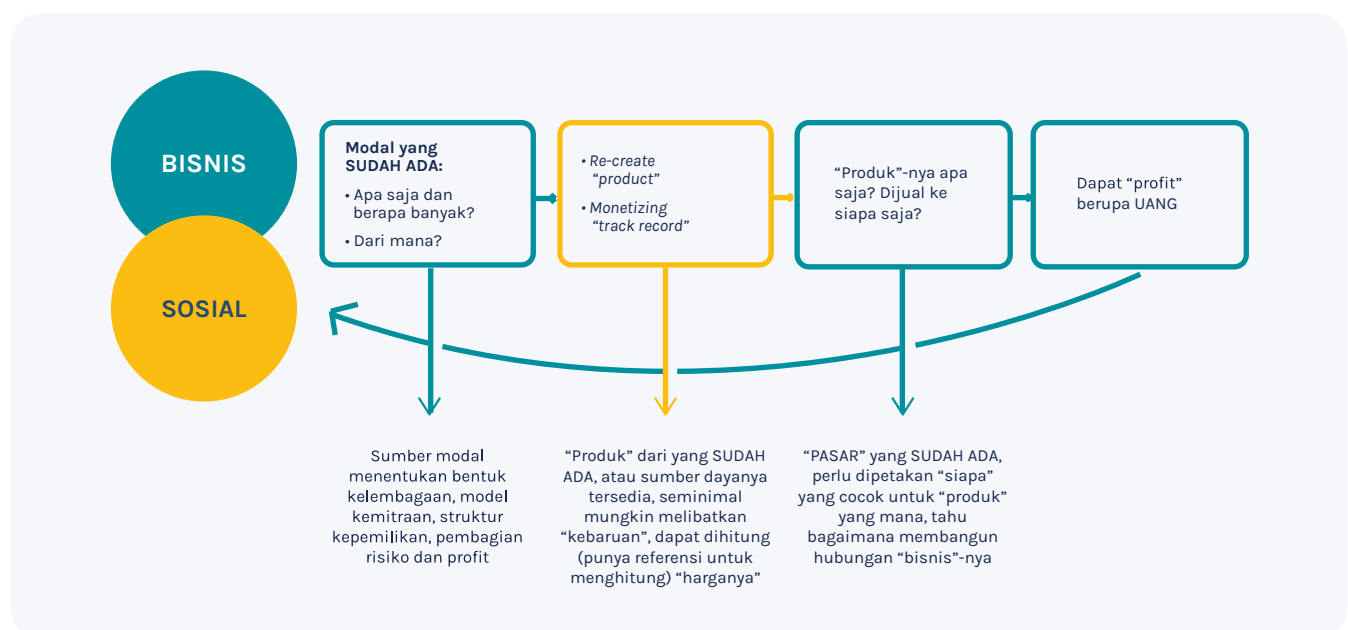 BISNIS
SOSIAL
Modal yang
SUDAH ADA:
• Apa saja dan
berapa banyak?
• Dari mana?
• Re-create
“product”
• Monetizing
“track record”
“Produk”-nya apa
saja? Dijual ke
siapa saja?
Dapat “profit”
berupa UANG
Sumber modal
menentukan bentuk
kelembagaan, model
kemitraan, struktur
kepemilikan, pembagian
risiko dan profit
“Produk” dari yang SUDAH
ADA, atau sumber dayanya
tersedia, seminimal
mungkin melibatkan
“kebaruan”, dapat dihitung
(punya referensi untuk
menghitung) “harganya”
“PASAR” yang SUDAH ADA,
perlu dipetakan “siapa”
yang cocok untuk “produk”
yang mana, tahu
bagaimana membangun
hubungan “bisnis”-nya